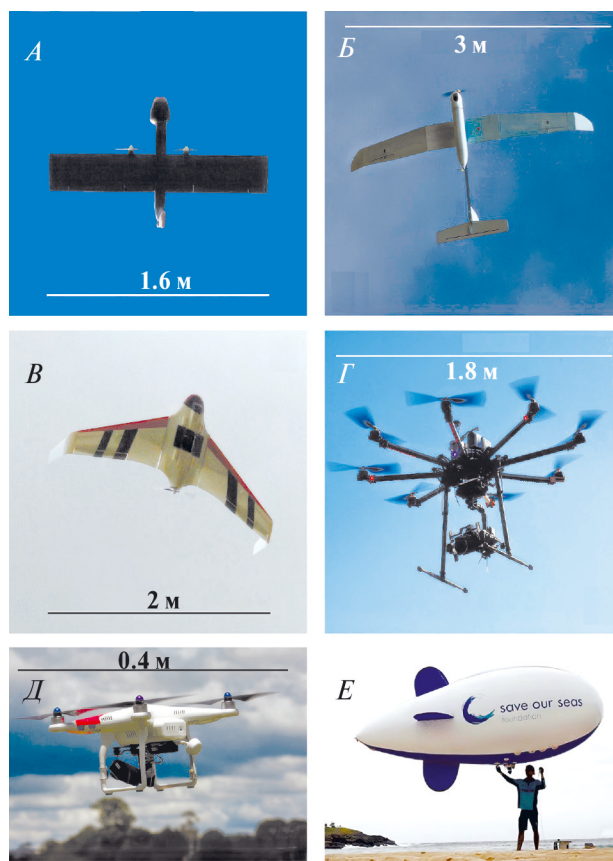 А
1.6 м
Б
3 м
В
2 м
Г
1.8 м
Д
0.4 м
Е
save our seas
foundation